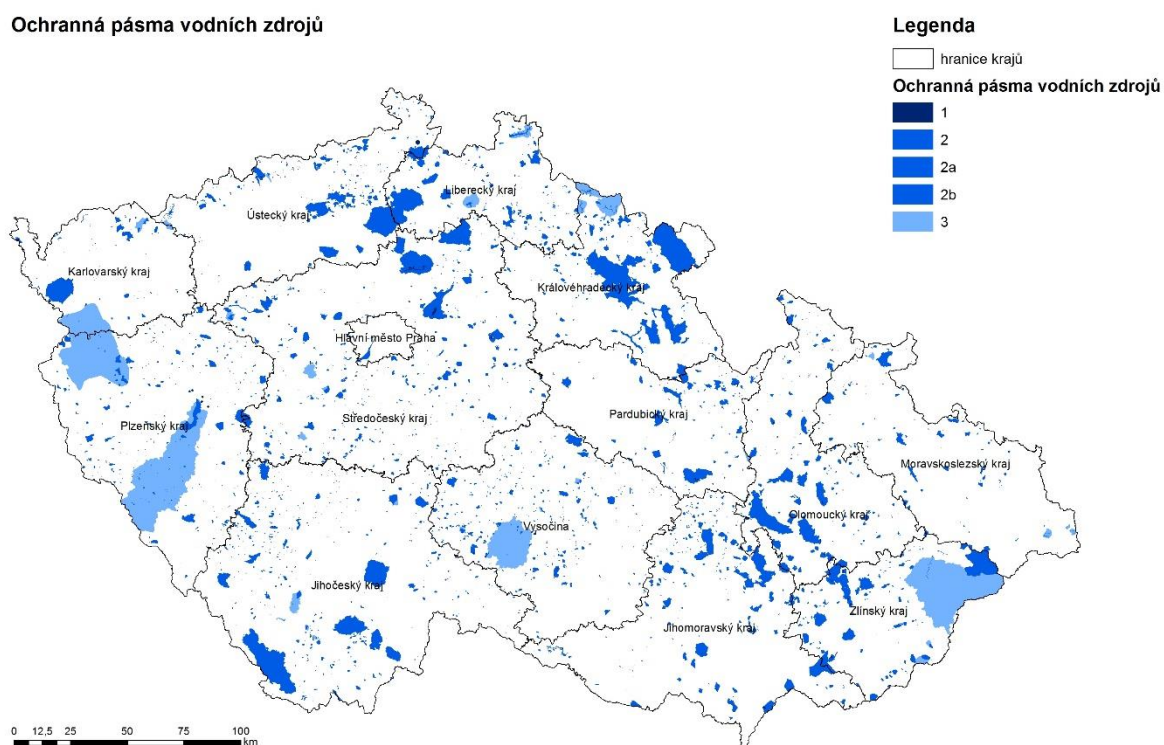 Ochranná pásma vodních zdrojů
Legenda
hranice krajů
Ochranná pásma vodních zdrojů
1
2
2a
2b
3
Liberecký kraj
Ústecký kraj
Karlovarský kraj
Královéhradecký kraj
Hlavní město Praha
Středočeský kraj
Pardubický kraj
Plzeňský kraj
Moravskoslezský kraj
Olomoucký kraj
Vysočina
Jihočeský kraj
Zlínský kraj
Jihomoravský kraj
0 12,5 25 50 75 100
km